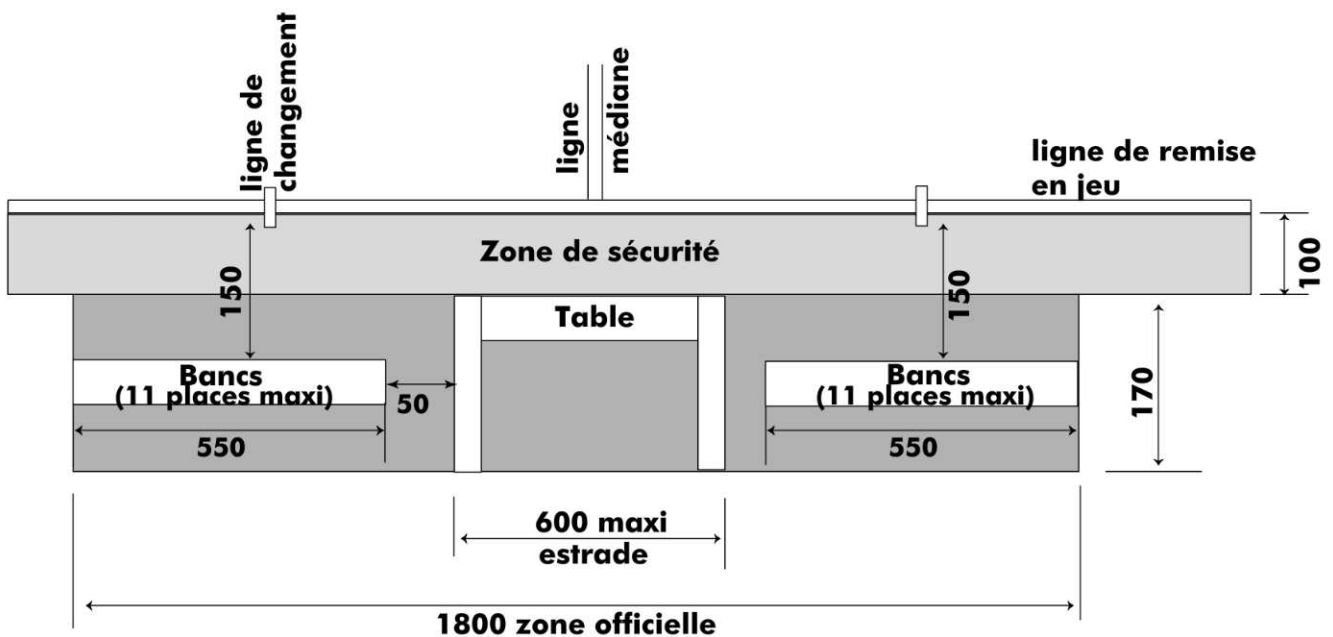 ligne de
changement
ligne
médiane
ligne de remise
en jeu
Zone de sécurité
100
150
150
Table
Bancs
(11 places maxi)
50
550
Bancs
(11 places maxi)
550
170
600 maxi
estrade
1800 zone officielle